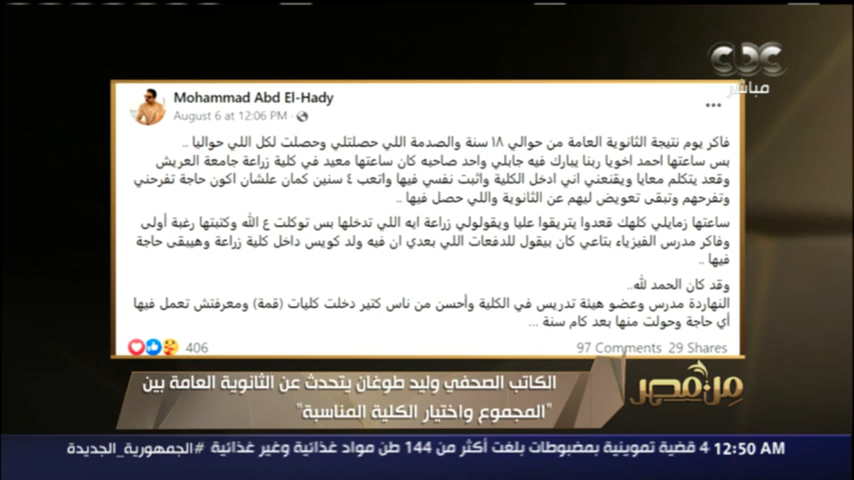 cbc
مباشر
Mohammad Abd El-Hady
August 6 at 12:06 PM
فاكر يوم نتيجة الثانوية العامة من حوالي ١٨ سنة والصدمة اللي حصلتلي وحصلت لكل اللي حواليا ..
بس ساعتها احمد اخويا ربنا يبارك فيه جابلي واحد صاحبه كان ساعتها معيد في كلية زراعة جامعة العريش
وقعد يتكلم معايا ويقنعني اني ادخل الكلية واثبت نفسي فيها واتعب ٤ سنين كمان علشان اكون حاجة تفرحني
وتفرحهم وتبقى تعويض ليهم عن الثانوية واللي حصل فيها ..
ساعتها زمايلي كلهك قعدوا يتريقوا عليا ويقولولي زراعة ايه اللي تدخلها بس توكلت ع الله وكتبتها رغبة أولى
وفاكر مدرس الفيزياء بتاعي كان بيقول للدفعات اللي بعدي ان فيه ولد كويس داخل كلية زراعة وهيبقى حاجة
فيها ..
وقد كان الحمد لله..
النهاردة مدرس وعضو هيئة تدريس في الكلية وأحسن من ناس كتير دخلت كليات (قمة) ومعرفتش تعمل فيها
أي حاجة وحولت منها بعد كام سنة ...
406
97 Comments 29 Shares
الكاتب الصحفي وليد طوغان يتحدث عن الثانوية العامة بين
"المجموع واختيار الكلية المناسبة"
من مصر
12:50 AM
4 قضية تموينية بمضبوطات بلغت أكثر من 144 طن مواد غذائية وغير غذائية #الجمهورية_الجديدة